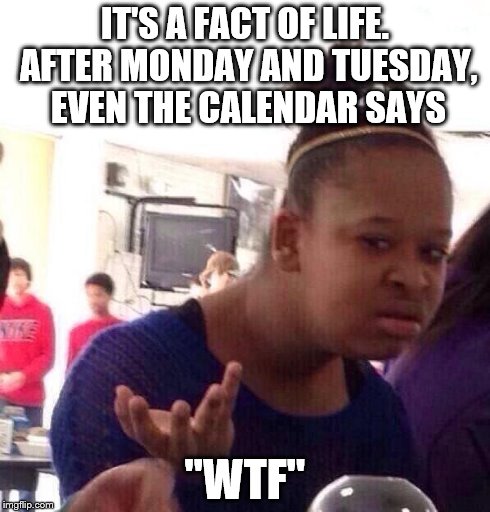 IT'S A FACT OF LIFE.
AFTER MONDAY AND TUESDAY,
EVEN THE CALENDAR SAYS
"WTF"
imgflip.com